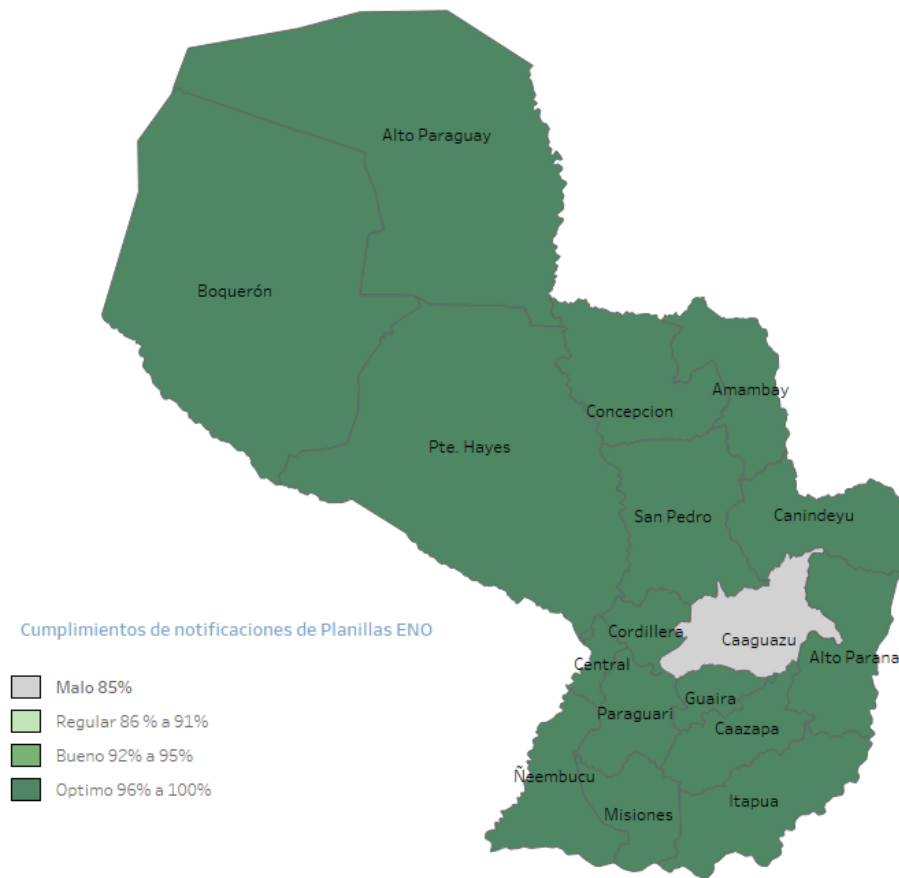 Alto Paraguay
Boquerón
Amambay
Concepcion
Pte. Hayes
San Pedro
Canindeyu
Cordillera
Caaguazu
Alto Parana
Central
Guaira
Paraguari
Caazapa
Ñeembucu
Itapua
Misiones
Cumplimientos de notificaciones de Planillas ENO
Malo 85%
Regular 86 % a 91%
Bueno 92% a 95%
Optimo 96% a 100%